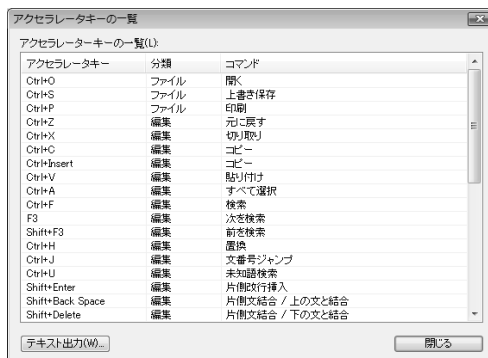 アクセラレータキーの一覧
アクセラレーターキーの一覧(L):
アクセラレータキー 分類 コマンド
Ctrl+O ファイル 開く
Ctrl+S ファイル 上書き保存
Ctrl+P ファイル 印刷
Ctrl+Z 編集 元に戻す
Ctrl+X 編集 切り取り
Ctrl+C 編集 コピー
Ctrl+Insert 編集 コピー
Ctrl+V 編集 貼り付け
Ctrl+A 編集 すべて選択
Ctrl+F 編集 検索
F3 編集 次を検索
Shift+F3 編集 前を検索
Ctrl+H 編集 置換
Ctrl+J 編集 文番号ジャンプ
Ctrl+U 編集 未知語検索
Shift+Enter 編集 片側改行挿入
Shift+Back Space 編集 片側文結合 / 上の文と結合
Shift+Delete 編集 片側文結合 / 下の文と結合
テキスト出力(W)... 閉じる